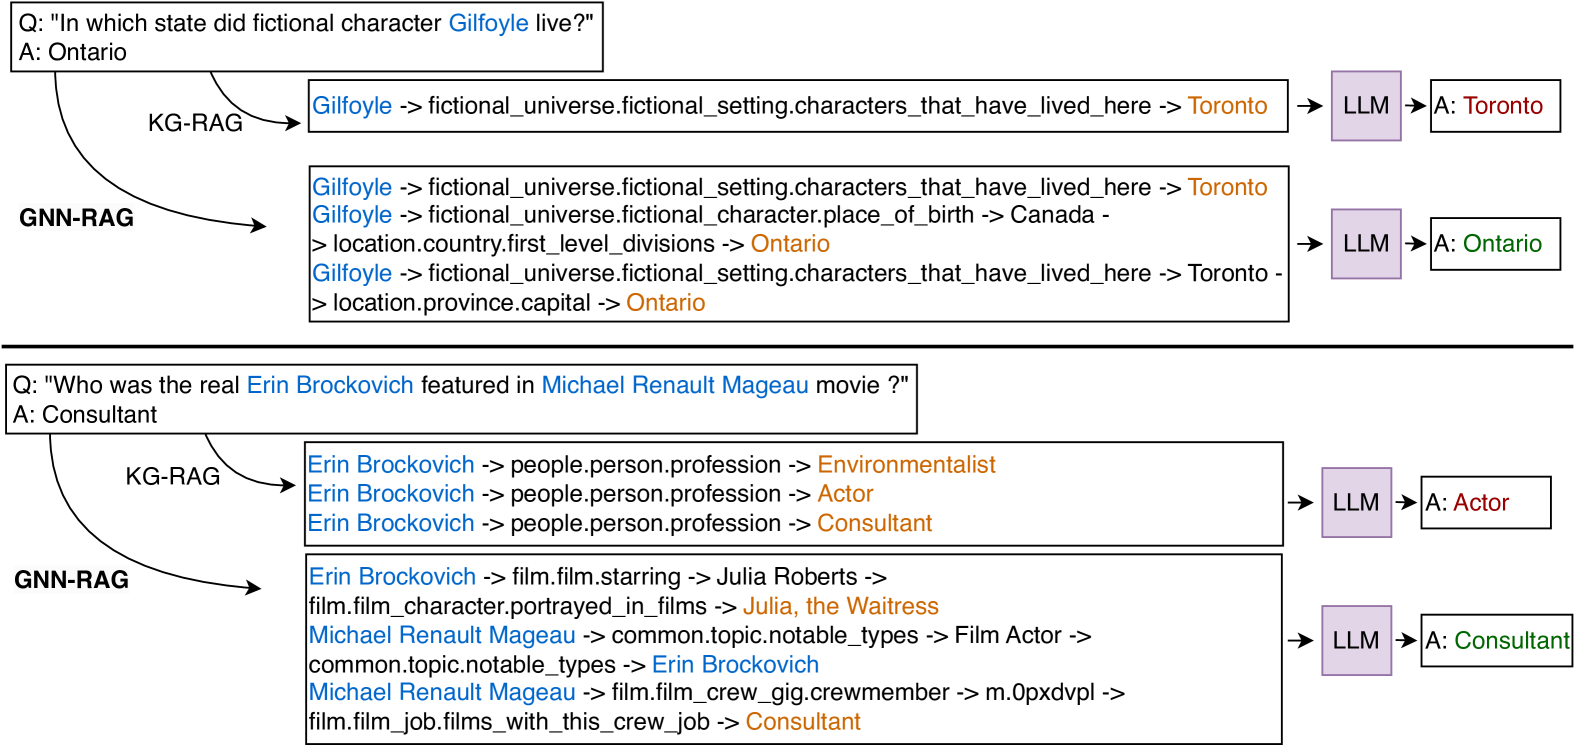 Q: "In which state did fictional character Gilfoyle live?"
A: Ontario
KG-RAG
Gilfoyle -> fictional_universe.fictional_setting.characters_that_have_lived_here -> Toronto
LLM
A: Toronto
GNN-RAG
Gilfoyle -> fictional_universe.fictional_setting.characters_that_have_lived_here -> Toronto
Gilfoyle -> fictional_universe.fictional_character.place_of_birth -> Canada -
> location.country.first_level_divisions -> Ontario
Gilfoyle -> fictional_universe.fictional_setting.characters_that_have_lived_here -> Toronto -
> location.province.capital -> Ontario
LLM
A: Ontario
Q: "Who was the real Erin Brockovich featured in Michael Renault Mageau movie ?"
A: Consultant
KG-RAG
Erin Brockovich -> people.person.profession -> Environmentalist
Erin Brockovich -> people.person.profession -> Actor
Erin Brockovich -> people.person.profession -> Consultant
LLM
A: Actor
GNN-RAG
Erin Brockovich -> film.film.starring -> Julia Roberts ->
film.film_character.portrayed_in_films -> Julia, the Waitress
Michael Renault Mageau -> common.topic.notable_types -> Film Actor ->
common.topic.notable_types -> Erin Brockovich
Michael Renault Mageau -> film.film_crew_gig.crewmember -> m.0pxdvpl ->
film.film_job.films_with_this_crew_job -> Consultant
LLM
A: Consultant